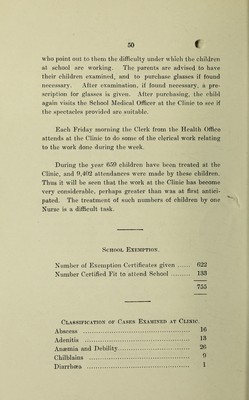 50
who point out to them the difficulty under which the children
at school are working. The parents are advised to have
their children examined, and to purchase glasses if found
necessary. After examination, if found necessary, a pre-
scription for glasses is given. After purchasing, the child
again visits the School Medical Officer at the Clinic to see if
the spectacles provided are suitable.
Each Friday morning the Clerk from the Health Office
attends at the Clinic to do some of the clerical work relating
to the work done during the week.
During the year 659 children have been treated at the
Clinic, and 9,402 attendances were made by these children.
Thus it will be seen that the work at the Clinic has become
very considerable, perhaps greater than was at first antici-
pated. The treatment of such numbers of children by one
Nurse is a difficult task.
School Exemption.
Number of Exemption Certificates given ....... 622
Number Certified Fit to attend School ......... 133
755
Classification of Cases Examined at Clinic.
Abscess ............................................. 16
Adenitis ............................................ 13
Anæmia and Debility............................ 26
Chilblains .......................................... 9
Diarrhœa ........................................... 1